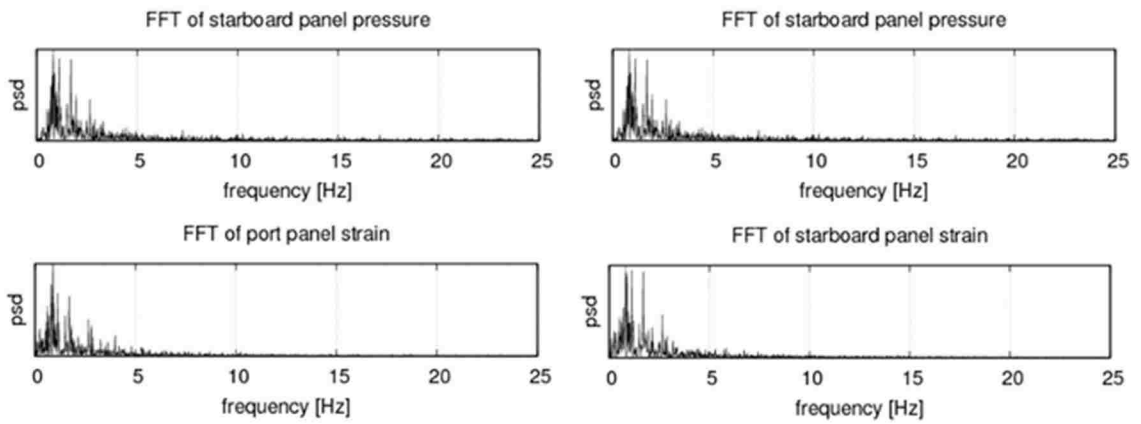 FFT of starboard panel pressure
psd
0 5 10 15 20 25
frequency [Hz]
FFT of starboard panel pressure
psd
0 5 10 15 20 25
frequency [Hz]
FFT of port panel strain
psd
0 5 10 15 20 25
frequency [Hz]
FFT of starboard panel strain
psd
0 5 10 15 20 25
frequency [Hz]